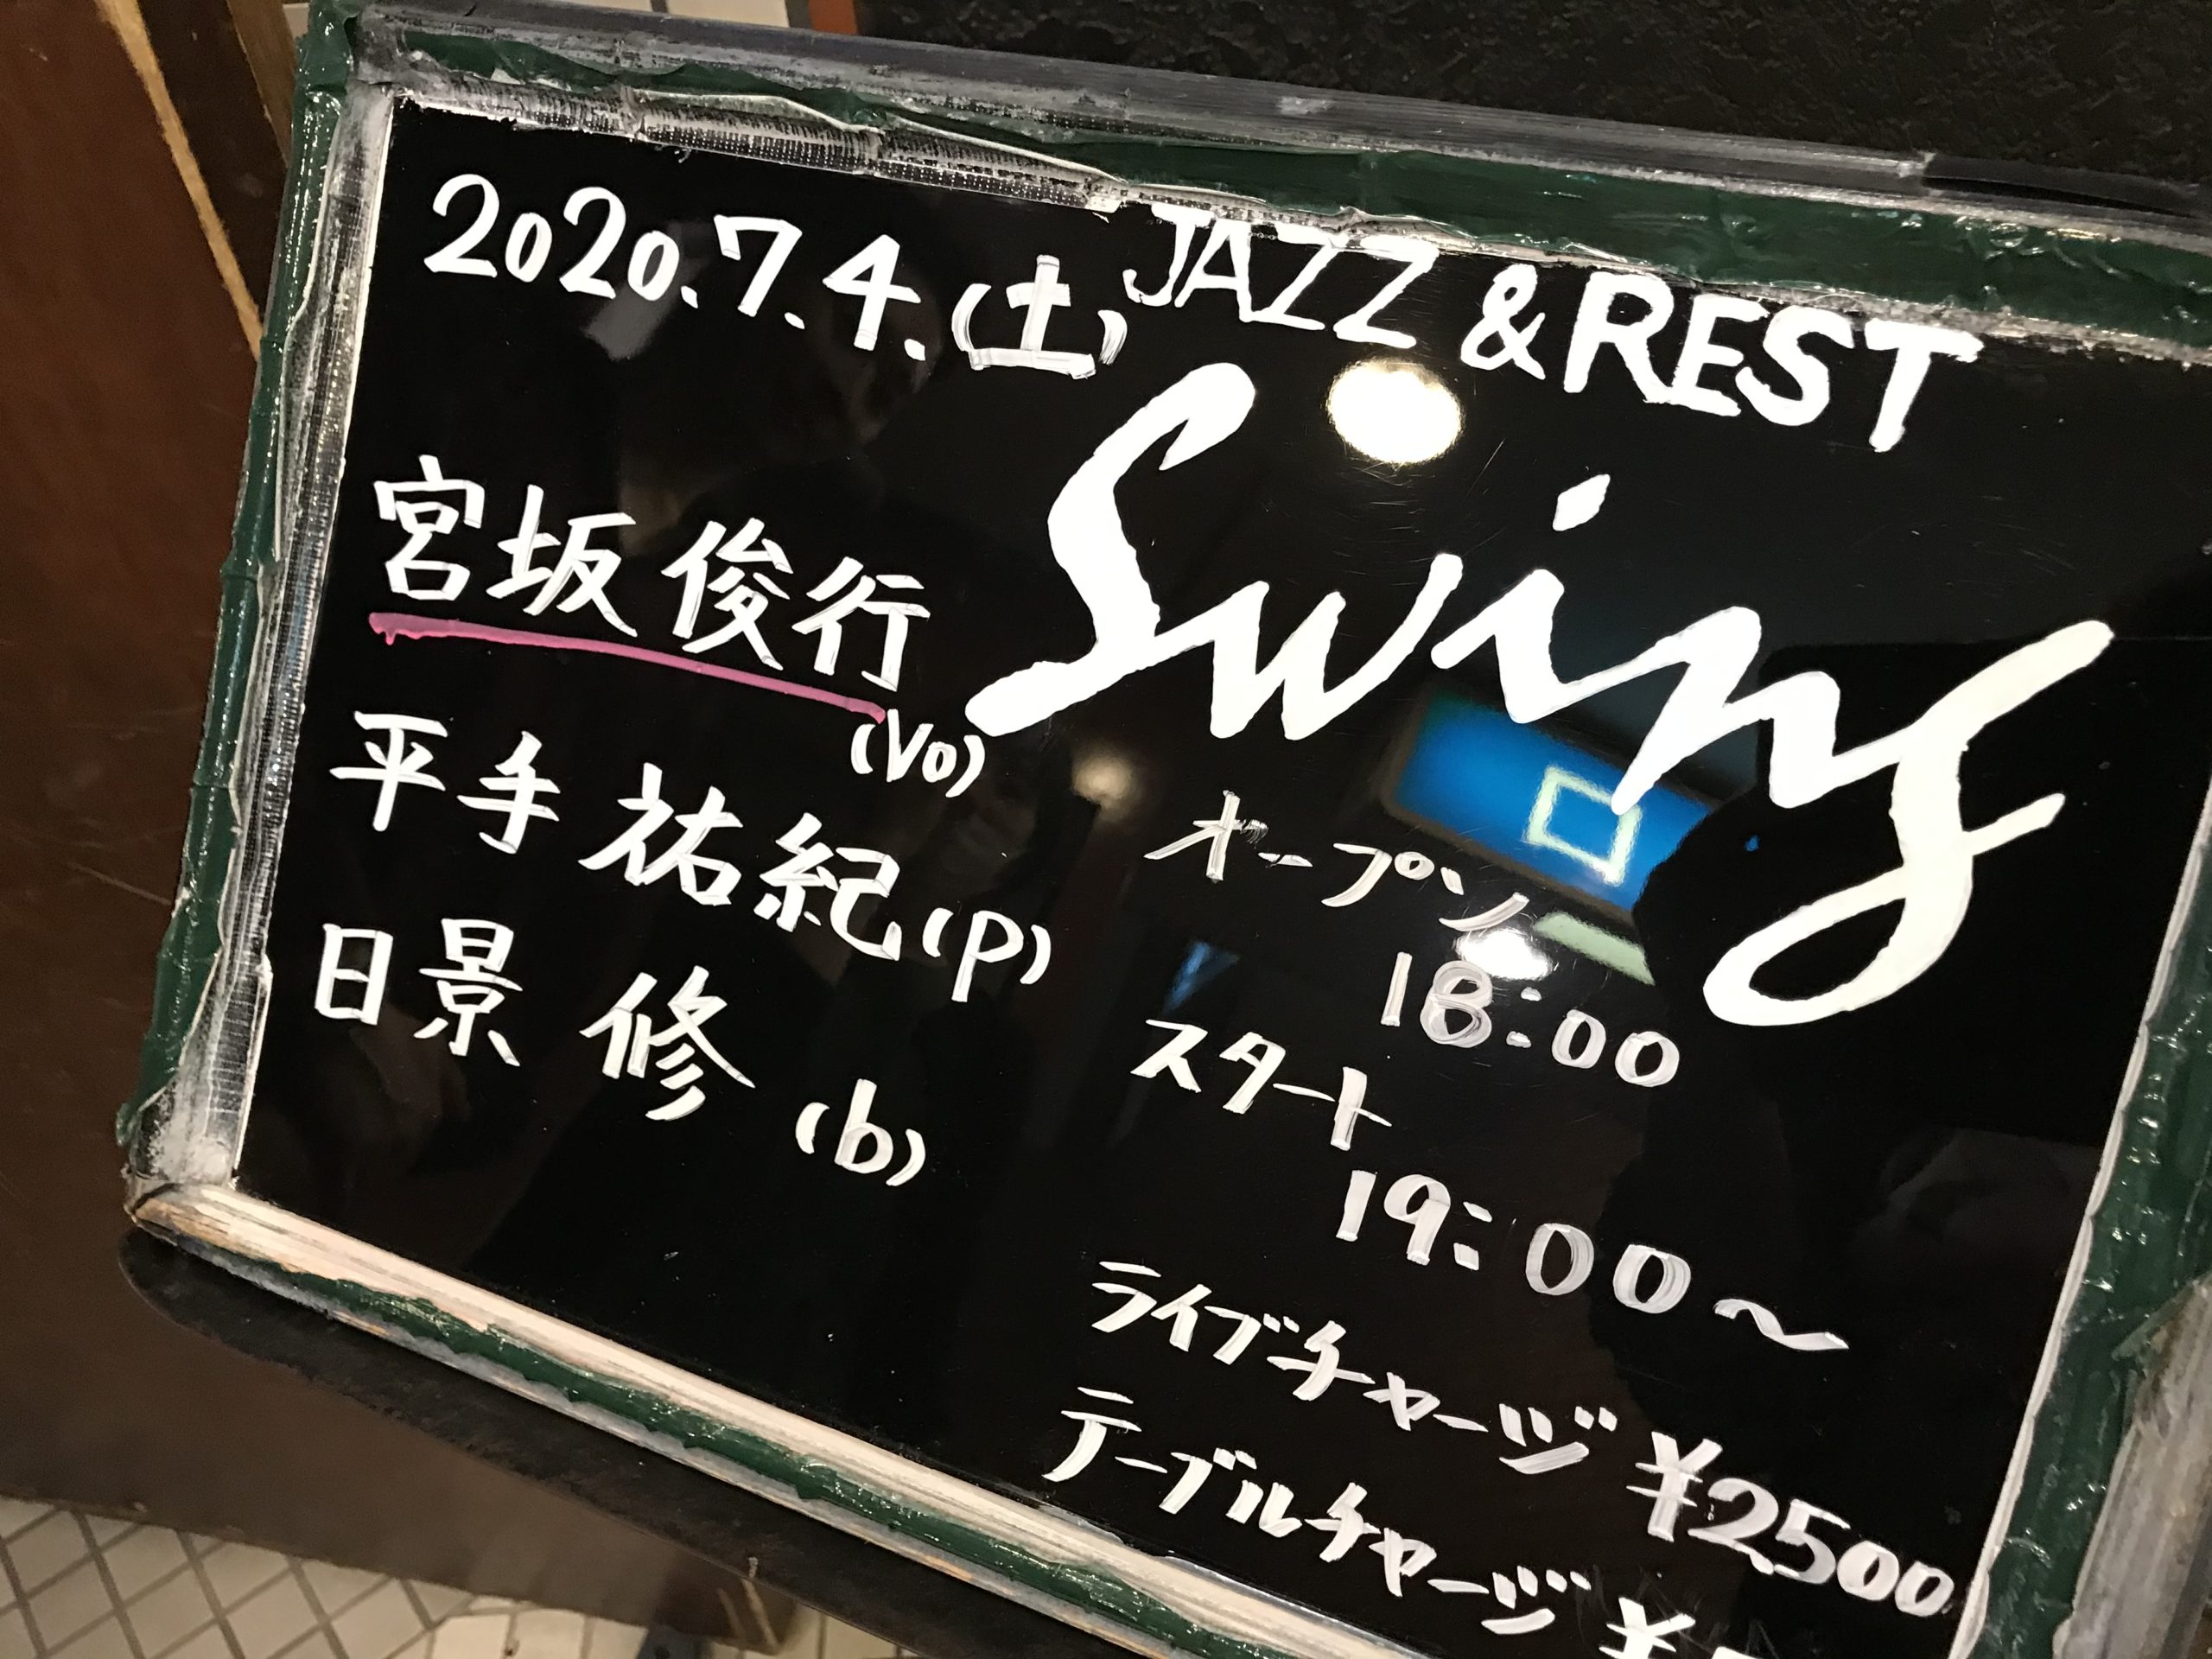 2020.7.4.(土)
JAZZ & REST
Swing
宮坂俊行
(Vo)
平手 祐紀(P)
日景 修 (b)
オープン
18:00
スタート
19:00〜
ライブチャージ ¥2500
テーブルチャージ ¥